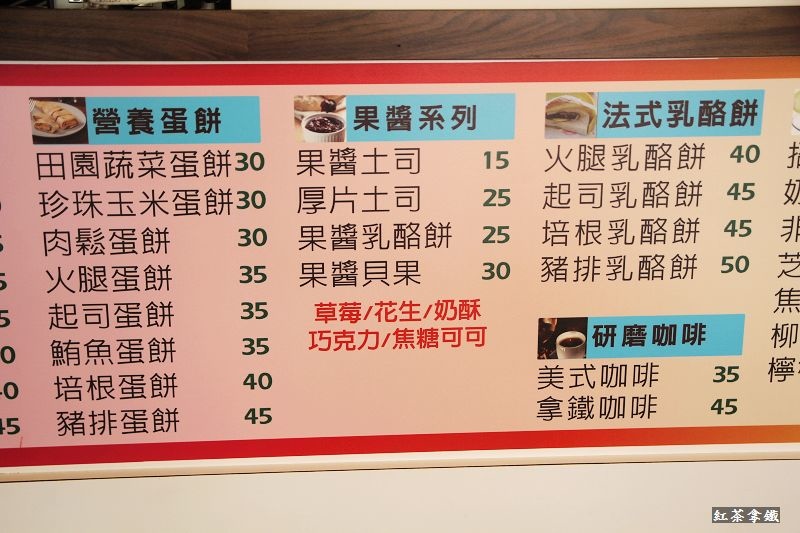 營養蛋餅
田園蔬菜蛋餅 30
珍珠玉米蛋餅 30
肉鬆蛋餅 30
火腿蛋餅 35
起司蛋餅 35
鮪魚蛋餅 35
培根蛋餅 40
豬排蛋餅 45
果醬系列
果醬土司 15
厚片土司 25
果醬乳酪餅 25
果醬貝果 30
草莓/花生/奶酥
巧克力/焦糖可可
法式乳酪餅
火腿乳酪餅 40
起司乳酪餅 45
培根乳酪餅 45
豬排乳酪餅 50
研磨咖啡
美式咖啡 35
拿鐵咖啡 45
奶
非
芝
焦
柳
檸
紅茶拿鐵